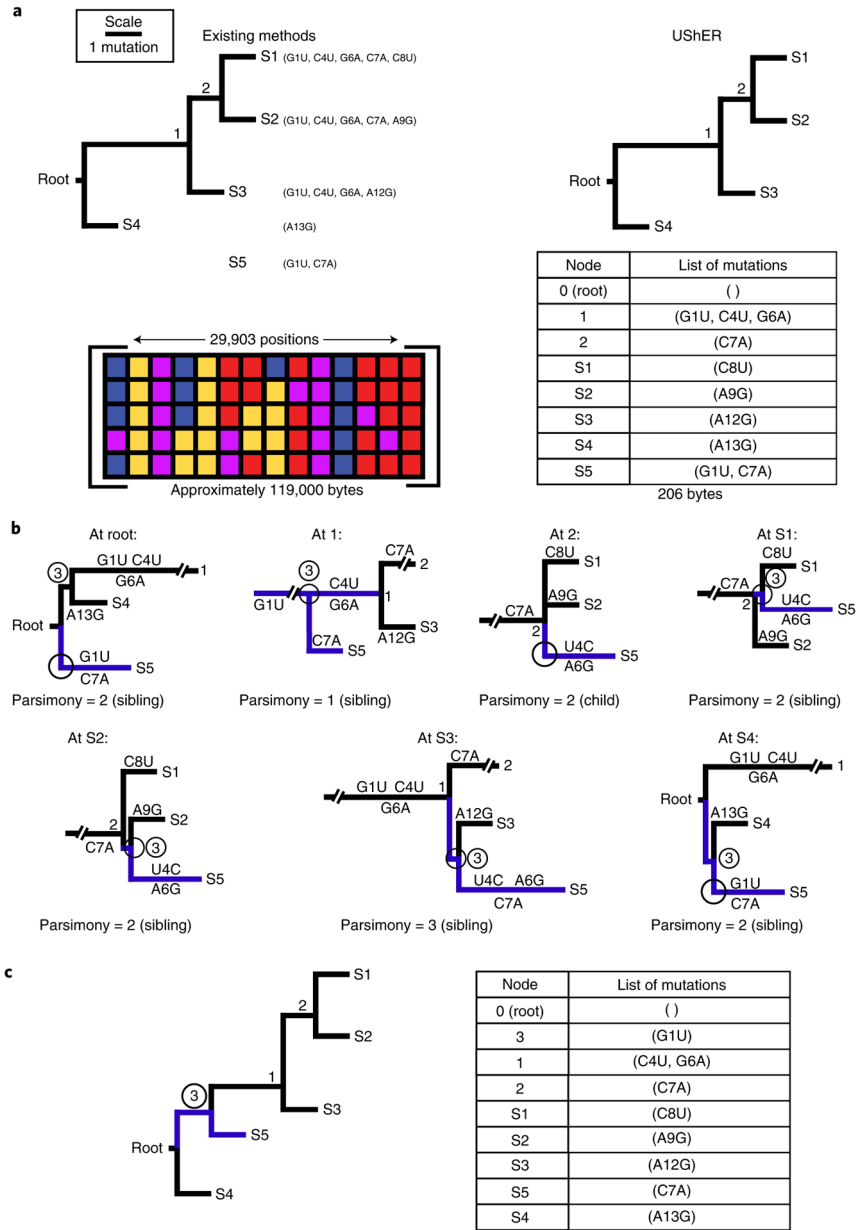 a
Scale
1 mutation
Existing methods
S1 (G1U, C4U, G6A, C7A, C8U)
2
S2 (G1U, C4U, G6A, C7A, A9G)
1
Root
S3 (G1U, C4U, G6A, A12G)
S4 (A13G)
S5 (G1U, C7A)
29,903 positions
Approximately 119,000 bytes
UShER
S1
2
S2
1
Root
S3
S4
Node List of mutations
0 (root) ( )
1 (G1U, C4U, G6A)
2 (C7A)
S1 (C8U)
S2 (A9G)
S3 (A12G)
S4 (A13G)
S5 (G1U, C7A)
206 bytes
b
At root:
3 G1U C4U 1
G6A
S4
A13G
Root
G1U S5
C7A
Parsimony = 2 (sibling)
At 1:
C7A 2
3 C4U
G1U G6A 1
C7A S5
A12G S3
Parsimony = 1 (sibling)
At 2:
C8U S1
A9G S2
C7A
2 U4C S5
A6G
Parsimony = 2 (child)
At S1:
C8U S1
C7A 3
2 U4C S5
A6G
A9G S2
Parsimony = 2 (sibling)
At S2:
C8U S1
A9G S2
2
C7A 3
U4C S5
A6G
Parsimony = 2 (sibling)
At S3:
C7A 2
G1U C4U 1
G6A
A12G S3
3
U4C A6G S5
C7A
Parsimony = 3 (sibling)
At S4:
G1U C4U 1
G6A
Root
A13G S4
3
G1U S5
C7A
Parsimony = 2 (sibling)
c
S1
2
S2
1
3
S3
S5
Root
S4
Node List of mutations
0 (root) ( )
3 (G1U)
1 (C4U, G6A)
2 (C7A)
S1 (C8U)
S2 (A9G)
S3 (A12G)
S5 (C7A)
S4 (A13G)